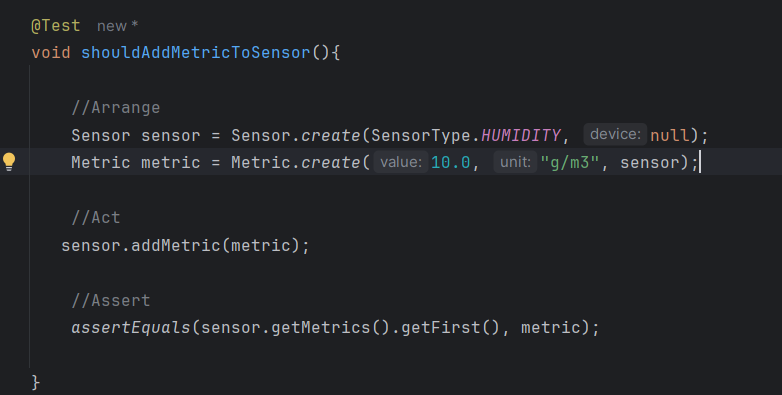 @Test new *
void shouldAddMetricToSensor(){
//Arrange
Sensor sensor = Sensor.create(SensorType.HUMIDITY, device: null);
Metric metric = Metric.create( value: 10.0, unit: "g/m3", sensor);
//Act
sensor.addMetric(metric);
//Assert
assertEquals(sensor.getMetrics().getFirst(), metric);
}